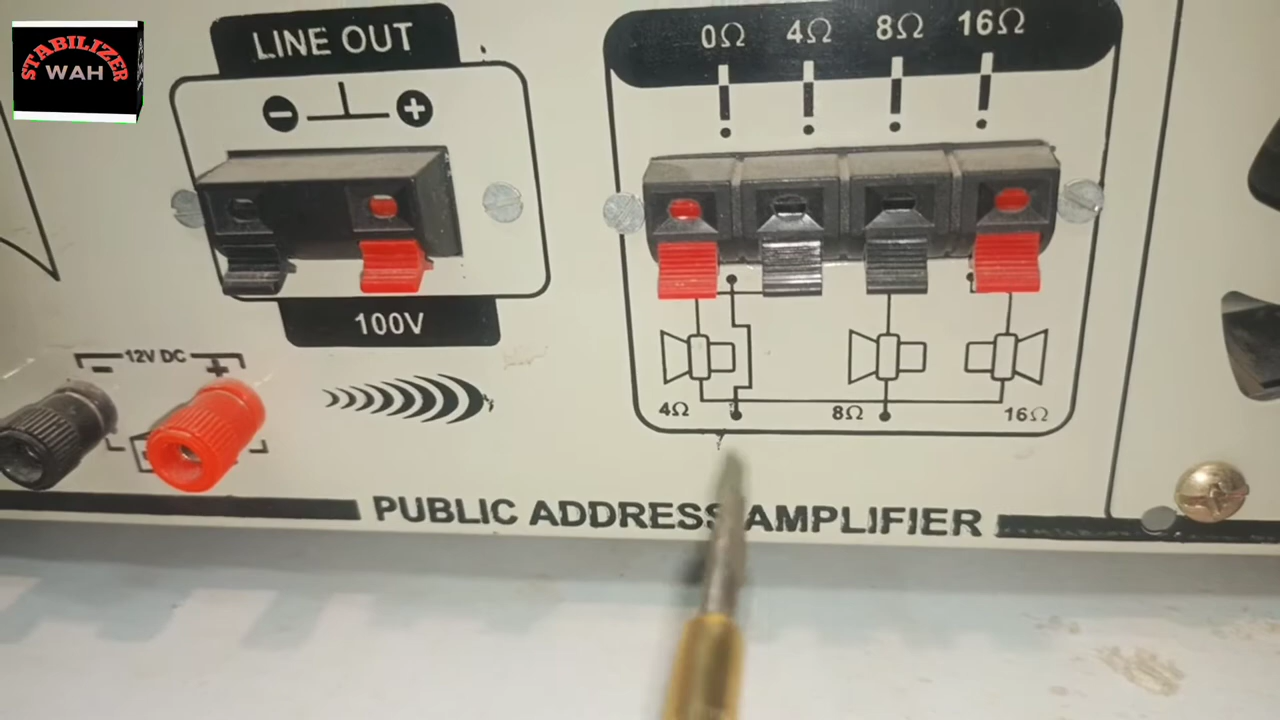 STABILIZER
WAH
LINE OUT
− +
100V
0Ω 4Ω 8Ω 16Ω
4Ω 8Ω 16Ω
12V DC
− +
PUBLIC ADDRESS AMPLIFIER